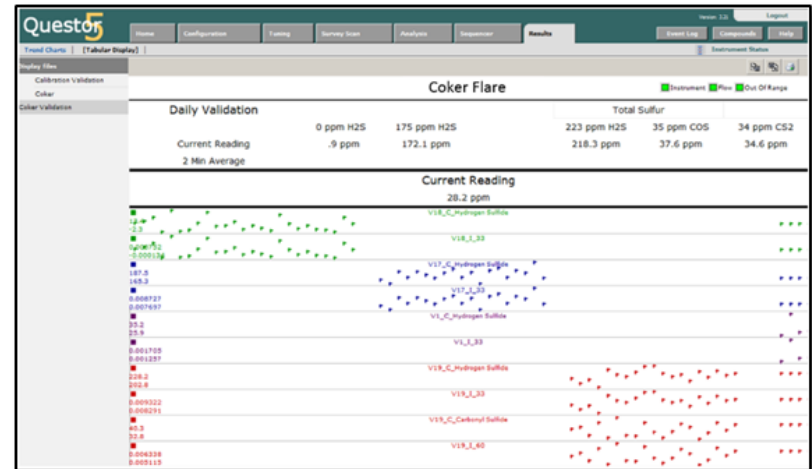 Questor5
Version 3.21 Logout
Home Configuration Tuning Survey Scan Analysis Sequencer Results Event Log Compounds Help
Trend Charts | [Tabular Display] | Instrument Status
Display Files
Calibration Validation
Coker
Coker Validation
Coker Flare
Instrument Flow Out Of Range
Daily Validation Total Sulfur
0 ppm H2S 175 ppm H2S 223 ppm H2S 35 ppm COS 34 ppm CS2
Current Reading .9 ppm 172.1 ppm 218.3 ppm 37.6 ppm 34.6 ppm
2 Min Average
Current Reading
28.2 ppm
V18_C_Hydrogen Sulfide
-2.3
V18_I_33
V17_C_Hydrogen Sulfide
187.5
165.3
V17_I_33
0.008727
0.007697
V1_C_Hydrogen Sulfide
35.2
25.9
V1_I_33
0.001705
0.001257
V19_C_Hydrogen Sulfide
228.2
202.8
V19_I_33
0.009322
0.008291
V19_C_Carbonyl Sulfide
40.3
32.8
V19_I_60
0.006338
0.005115